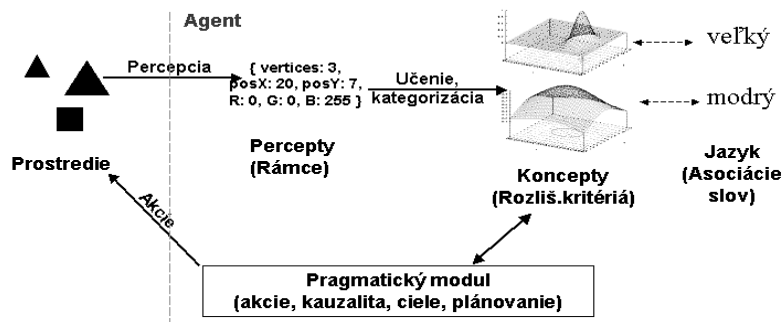 Agent
Percepcia
{ vertices: 3,
posX: 20, posY: 7,
R: 0, G: 0, B: 255 }
Učenie,
kategorizácia
veľký
modrý
Prostredie
Percepty
(Rámce)
Koncepty
(Rozliš.kritériá)
Jazyk
(Asociácie
slov)
Akcie
Pragmatický modul
(akcie, kauzalita, ciele, plánovanie)